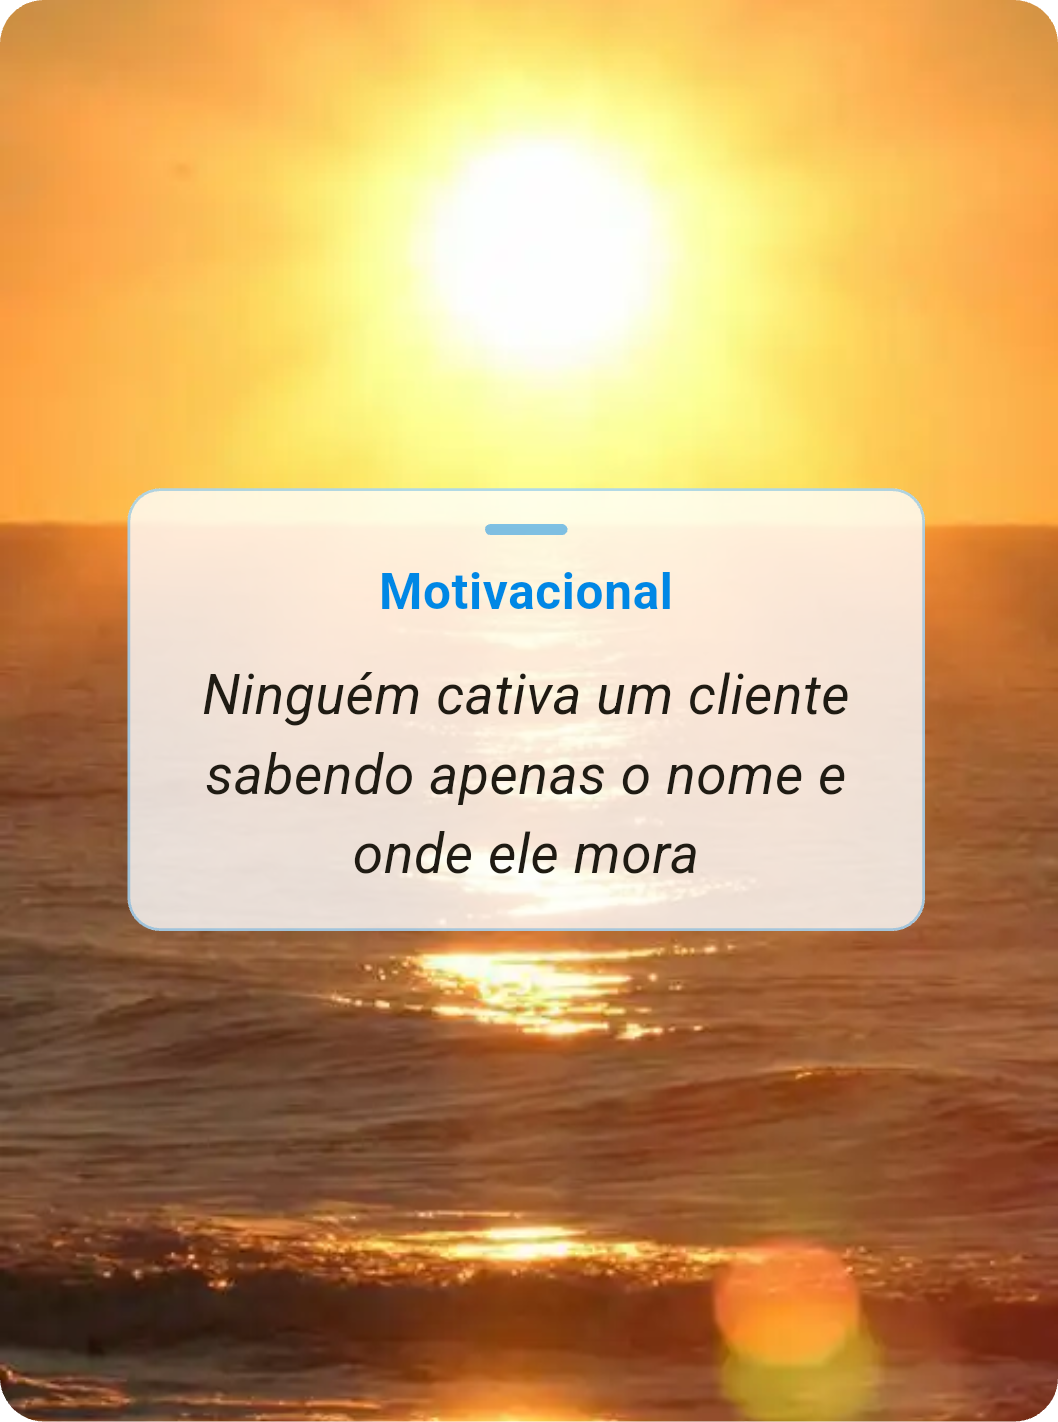 Motivacional
Ninguém cativa um cliente
sabendo apenas o nome e
onde ele mora